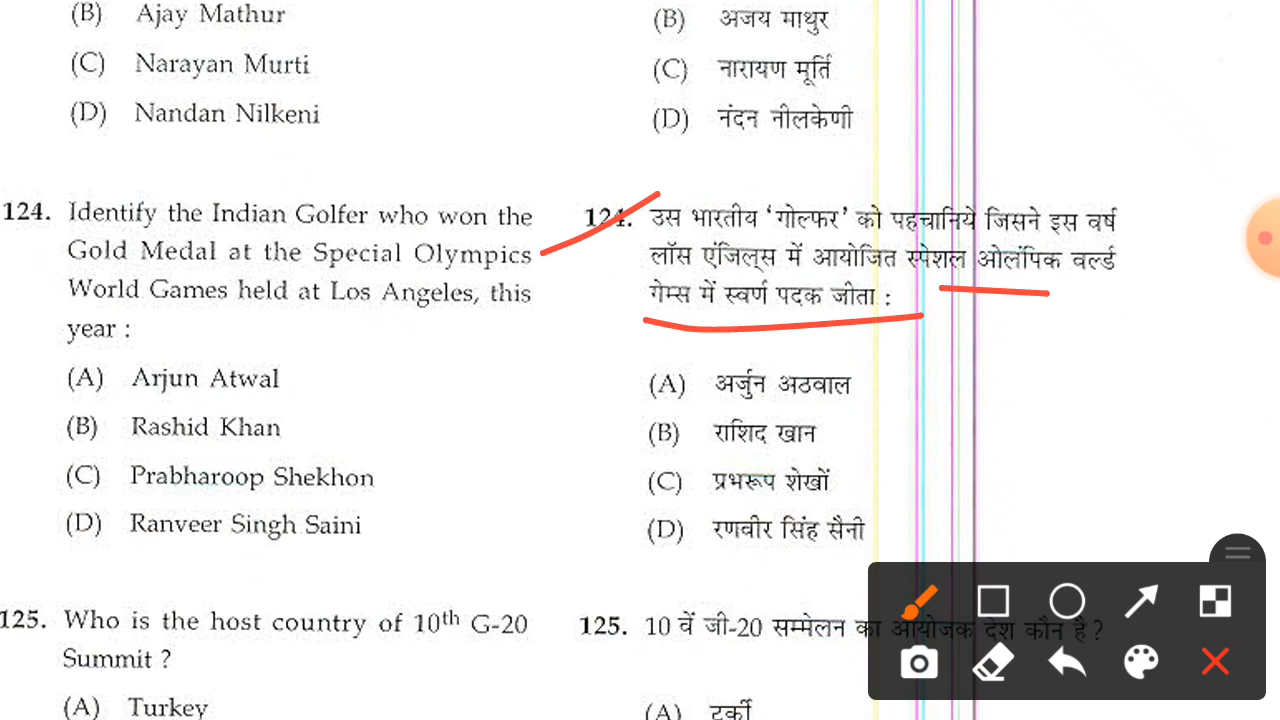 (B) Ajay Mathur
(C) Narayan Murti
(D) Nandan Nilkeni
124. Identify the Indian Golfer who won the
Gold Medal at the Special Olympics
World Games held at Los Angeles, this
year :
(A) Arjun Atwal
(B) Rashid Khan
(C) Prabharoop Shekhon
(D) Ranveer Singh Saini
125. Who is the host country of 10th G-20
Summit ?
(A) Turkey
(B) अजय माथुर
(C) नारायण मूर्ति
(D) नंदन नीलकेणी
124. उस भारतीय ‘गोल्फर’ को पहचानिये जिसने इस वर्ष
लॉस एंजिल्स में आयोजित स्पेशल ओलंपिक वर्ल्ड
गेम्स में स्वर्ण पदक जीता :
(A) अर्जुन अठवाल
(B) राशिद खान
(C) प्रभरूप शेखों
(D) रणवीर सिंह सैनी
125. 10 वें जी-20 सम्मेलन का आयोजक देश कौन है ?
(A) टर्की